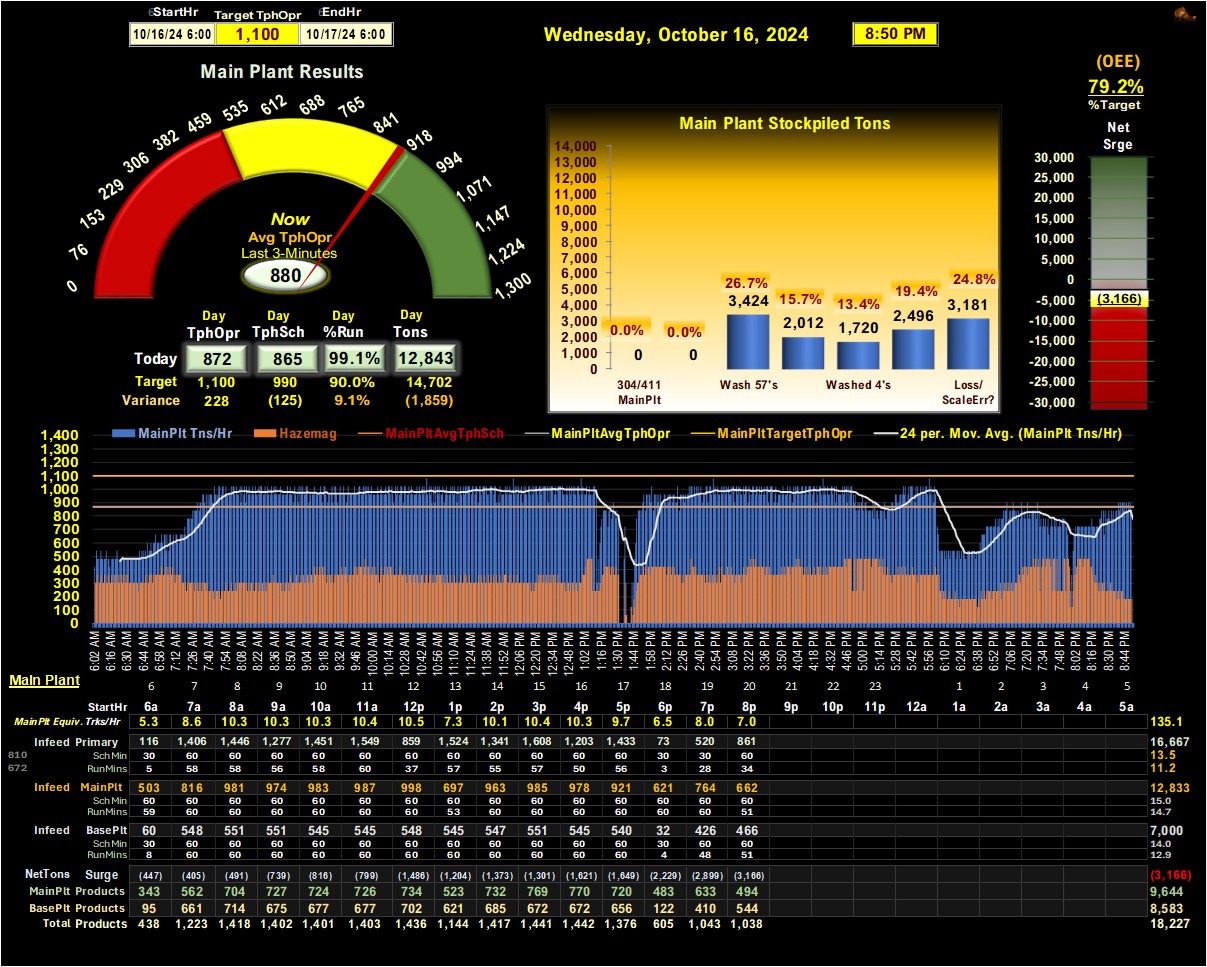 6StartHr Target TphOpr 6EndHr
10/16/24 6:00 1,100 10/17/24 6:00
Wednesday, October 16, 2024 8:50 PM
(OEE)
79.2%
%Target
Main Plant Results
0 76 153 229 306 382 459 535 612 688 765 841 918 994 1,071 1,147 1,224 1,300
Now
Avg TphOpr
Last 3-Minutes
880
Day Day Day Day
TphOpr TphSch %Run Tons
Today 872 865 99.1% 12,843
Target 1,100 990 90.0% 14,702
Variance 228 (125) 9.1% (1,859)
Main Plant Stockpiled Tons
14,000
13,000
12,000
11,000
10,000
9,000
8,000
7,000
6,000
5,000
4,000
3,000
2,000
1,000
0
0.0% 0.0% 26.7% 15.7% 13.4% 19.4% 24.8%
0 0 3,424 2,012 1,720 2,496 3,181
304/411 Wash 57's Washed 4's Loss/
MainPlt ScaleErr?
Net
Srge
30,000
25,000
20,000
15,000
10,000
5,000
0
-5,000 (3,166)
-10,000
-15,000
-20,000
-25,000
-30,000
MainPlt Tns/Hr Hazemag MainPltAvgTphSch MainPltAvgTphOpr MainPltTargetTphOpr 24 per. Mov. Avg. (MainPlt Tns/Hr)
1,400
1,300
1,200
1,100
1,000
900
800
700
600
500
400
300
200
100
0
6:02 AM 6:16 AM 6:30 AM 6:44 AM 6:58 AM 7:12 AM 7:26 AM 7:40 AM 7:54 AM 8:08 AM 8:22 AM 8:36 AM 8:50 AM 9:04 AM 9:18 AM 9:32 AM 9:46 AM 10:00 AM 10:14 AM 10:28 AM 10:42 AM 10:56 AM 11:10 AM 11:24 AM 11:38 AM 11:52 AM 12:06 PM 12:20 PM 12:34 PM 12:48 PM 1:02 PM 1:16 PM 1:30 PM 1:44 PM 1:58 PM 2:12 PM 2:26 PM 2:40 PM 2:54 PM 3:08 PM 3:22 PM 3:36 PM 3:50 PM 4:04 PM 4:18 PM 4:32 PM 4:46 PM 5:00 PM 5:14 PM 5:28 PM 5:42 PM 5:56 PM 6:10 PM 6:24 PM 6:38 PM 6:52 PM 7:06 PM 7:20 PM 7:34 PM 7:48 PM 8:02 PM 8:16 PM 8:30 PM 8:44 PM
Main Plant 6 7 8 9 10 11 12 13 14 15 16 17 18 19 20 21 22 23 1 2 3 4 5
StartHr 6a 7a 8a 9a 10a 11a 12p 1p 2p 3p 4p 5p 6p 7p 8p 9p 10p 11p 12a 1a 2a 3a 4a 5a
MainPlt Equiv. Trks/Hr 5.3 8.6 10.3 10.3 10.3 10.4 10.5 7.3 10.1 10.4 10.3 9.7 6.5 8.0 7.0 135.1
Infeed Primary 116 1,406 1,446 1,277 1,451 1,549 859 1,524 1,341 1,608 1,203 1,433 73 520 861 16,667
810 Sch Min 30 60 60 60 60 60 60 60 60 60 60 60 30 30 60 13.5
672 RunMins 5 58 58 56 58 60 37 57 55 57 50 56 3 28 34 11.2
Infeed MainPlt 503 816 981 974 983 987 998 697 963 985 978 921 621 764 662 12,833
Sch Min 60 60 60 60 60 60 60 60 60 60 60 60 60 60 60 15.0
RunMins 59 60 60 60 60 60 60 53 60 60 60 60 60 60 51 14.7
Infeed BasePlt 60 548 551 551 545 545 548 545 547 551 545 540 32 426 466 7,000
Sch Min 30 60 60 60 60 60 60 60 60 60 60 60 30 60 60 14.0
RunMins 8 60 60 60 60 60 60 60 60 60 60 60 4 48 51 12.9
NetTons Surge (447) (405) (491) (739) (816) (799) (1,486) (1,204) (1,373) (1,301) (1,621) (1,649) (2,229) (2,899) (3,166) (3,166)
MainPlt Products 343 562 704 727 724 726 734 523 732 769 770 720 483 633 494 9,644
BasePlt Products 95 661 714 675 677 677 702 621 685 672 672 656 122 410 544 8,583
Total Products 438 1,223 1,418 1,402 1,401 1,403 1,436 1,144 1,417 1,441 1,442 1,376 605 1,043 1,038 18,227